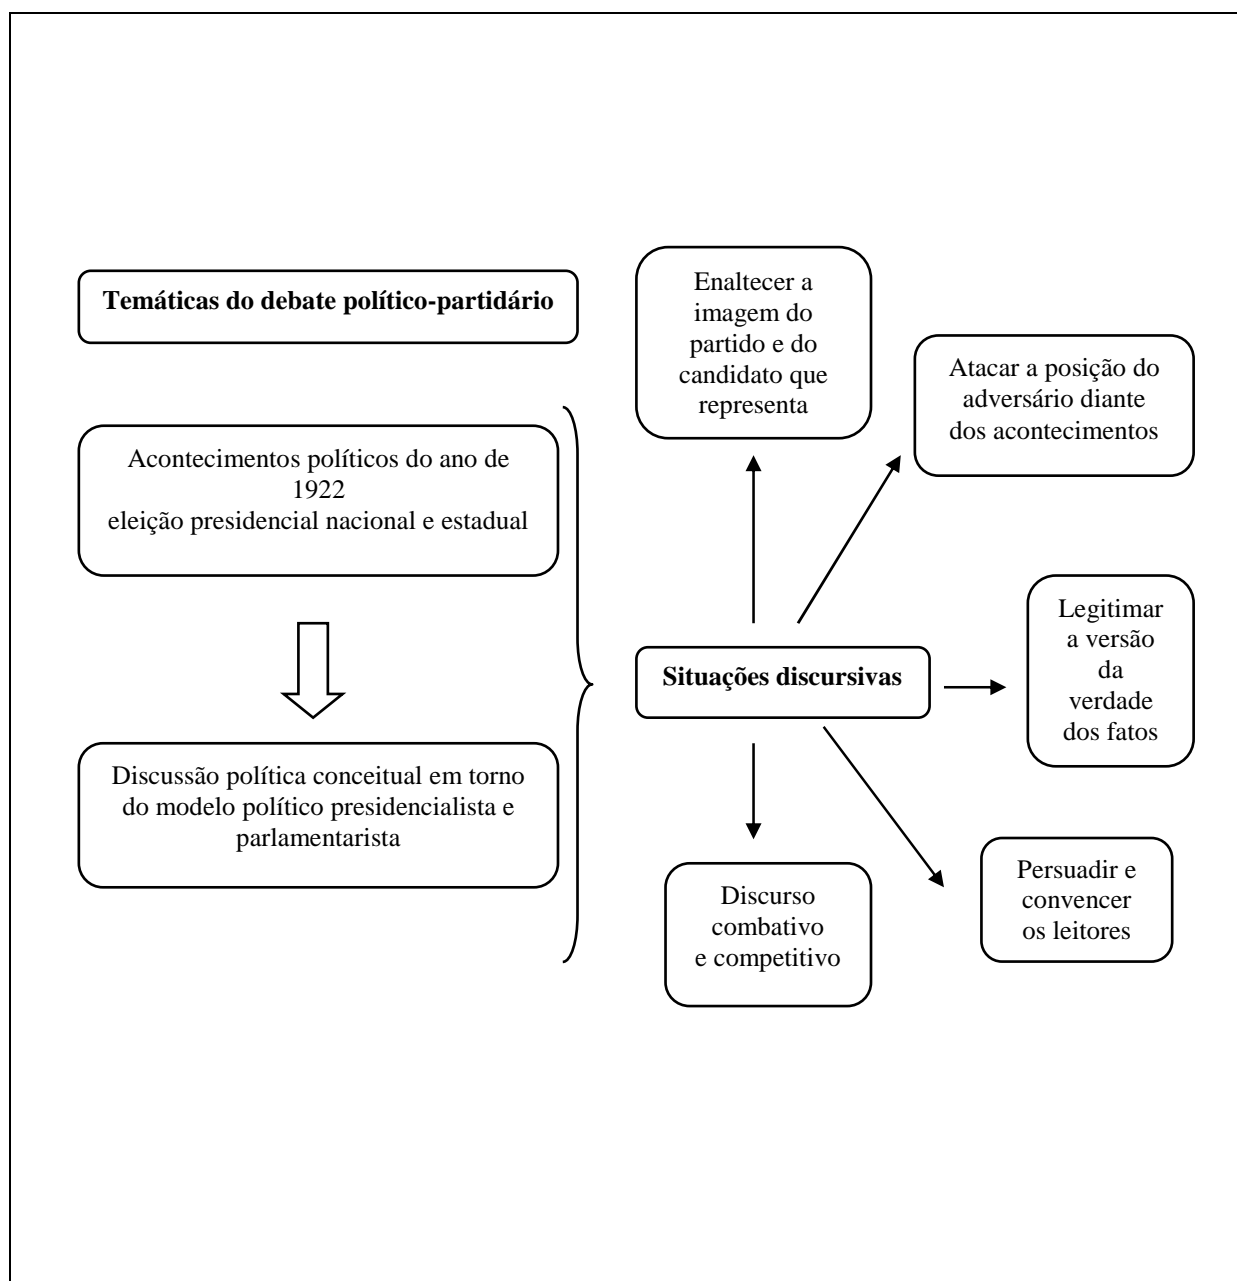 Temáticas do debate político-partidário
Acontecimentos políticos do ano de
1922
eleição presidencial nacional e estadual
Discussão política conceitual em torno
do modelo político presidencialista e
parlamentarista
Enaltecer a
imagem do
partido e do
candidato que
representa
Atacar a posição do
adversário diante
dos acontecimentos
Situações discursivas
Legitimar
a versão
da
verdade
dos fatos
Discurso
combativo
e competitivo
Persuadir e
convencer
os leitores